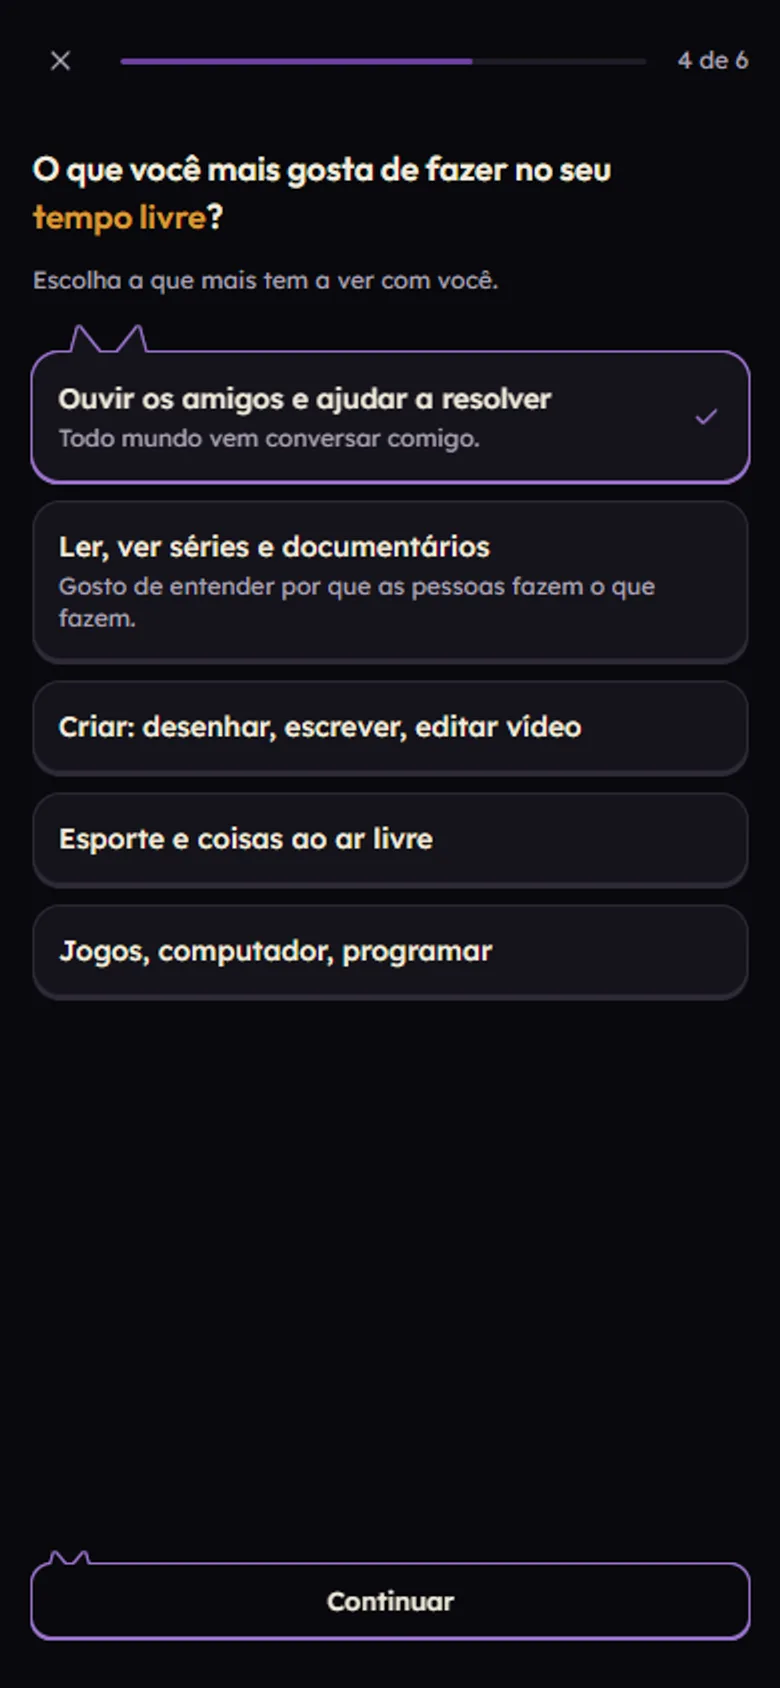 4 de 6
O que você mais gosta de fazer no seu
tempo livre?
Escolha a que mais tem a ver com você.
Ouvir os amigos e ajudar a resolver
Todo mundo vem conversar comigo.
Ler, ver séries e documentários
Gosto de entender por que as pessoas fazem o que
fazem.
Criar: desenhar, escrever, editar vídeo
Esporte e coisas ao ar livre
Jogos, computador, programar
Continuar